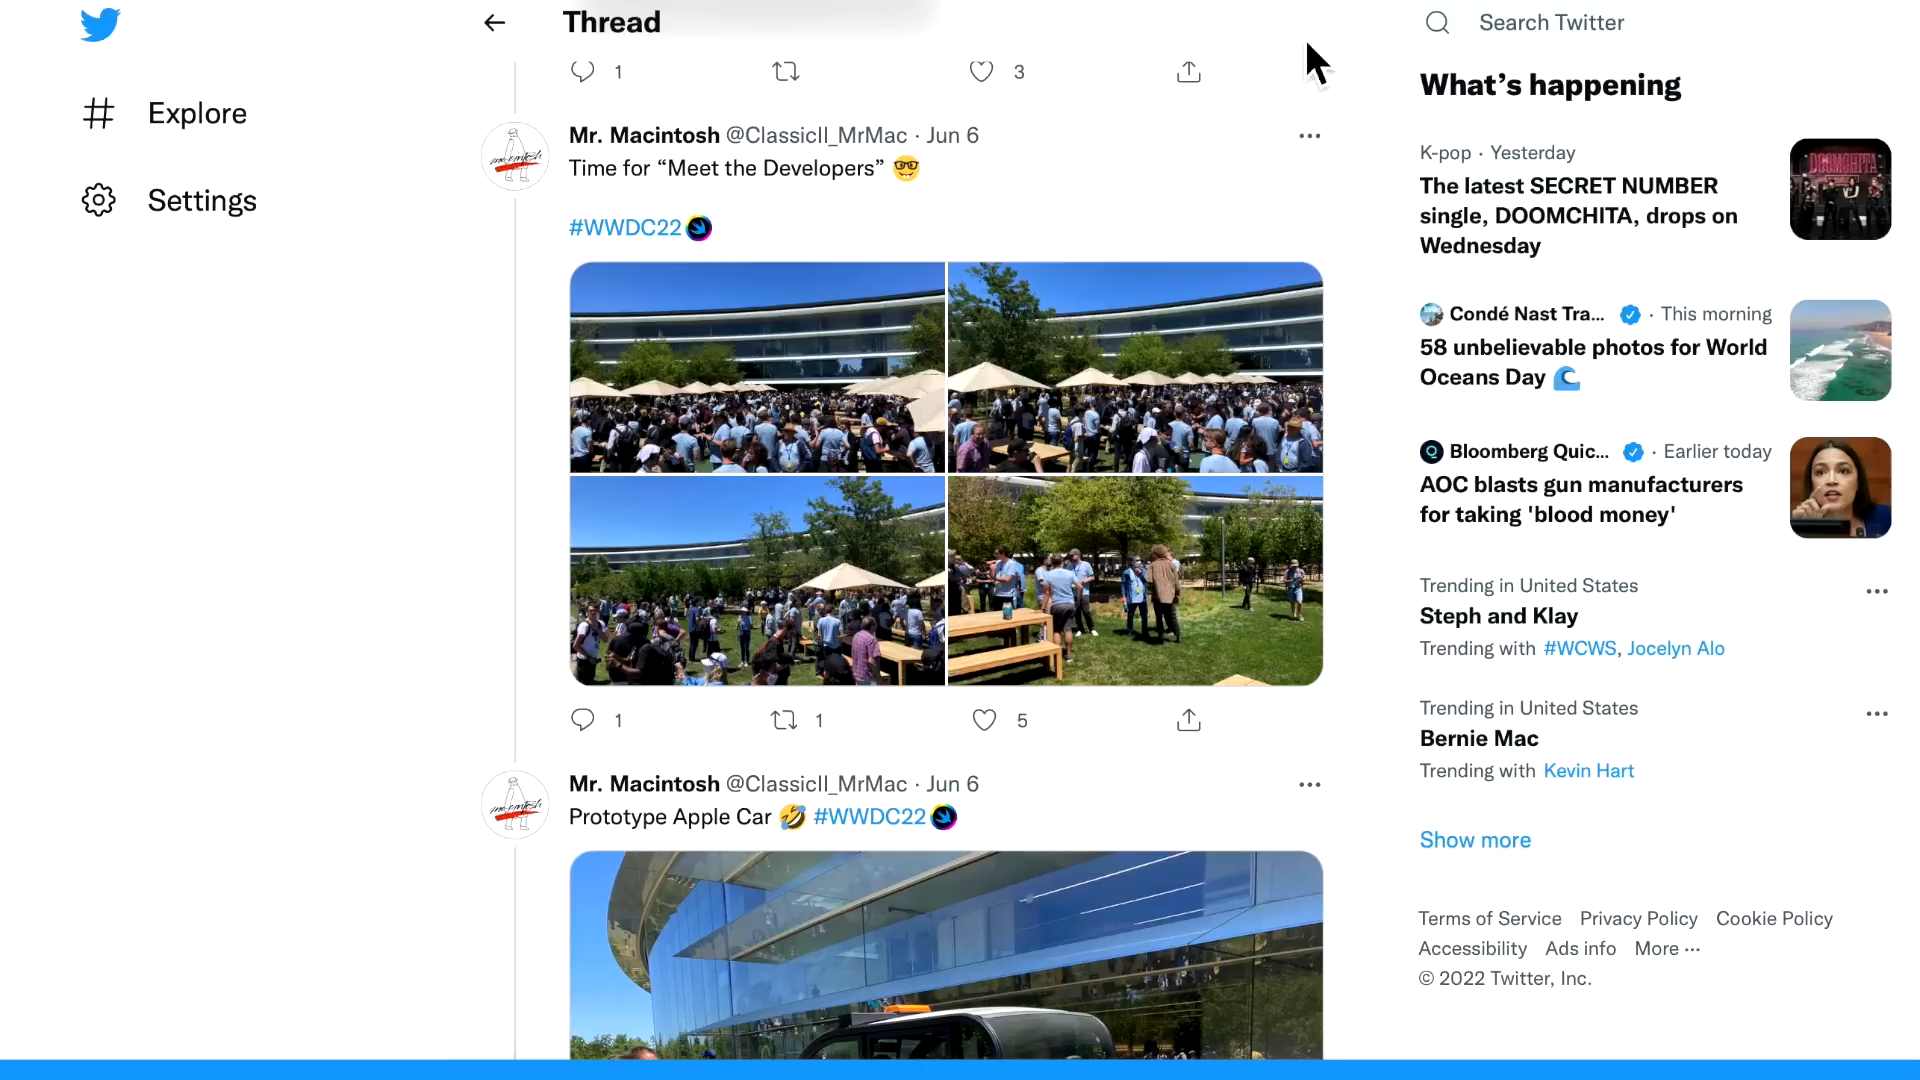 Explore
Settings
Thread
1
3
Mr. Macintosh @ClassicII_MrMac · Jun 6
Time for “Meet the Developers” 🤓
#WWDC22
1
1
5
Mr. Macintosh @ClassicII_MrMac · Jun 6
Prototype Apple Car 🤣 #WWDC22
Search Twitter
What’s happening
K-pop · Yesterday
The latest SECRET NUMBER
single, DOOMCHITA, drops on
Wednesday
DOOMCHITA
Condé Nast Tra... · This morning
58 unbelievable photos for World
Oceans Day 🌊
Bloomberg Quic... · Earlier today
AOC blasts gun manufacturers
for taking 'blood money'
Trending in United States
Steph and Klay
Trending with #WCWS, Jocelyn Alo
Trending in United States
Bernie Mac
Trending with Kevin Hart
Show more
Terms of Service Privacy Policy Cookie Policy
Accessibility Ads info More ···
© 2022 Twitter, Inc.